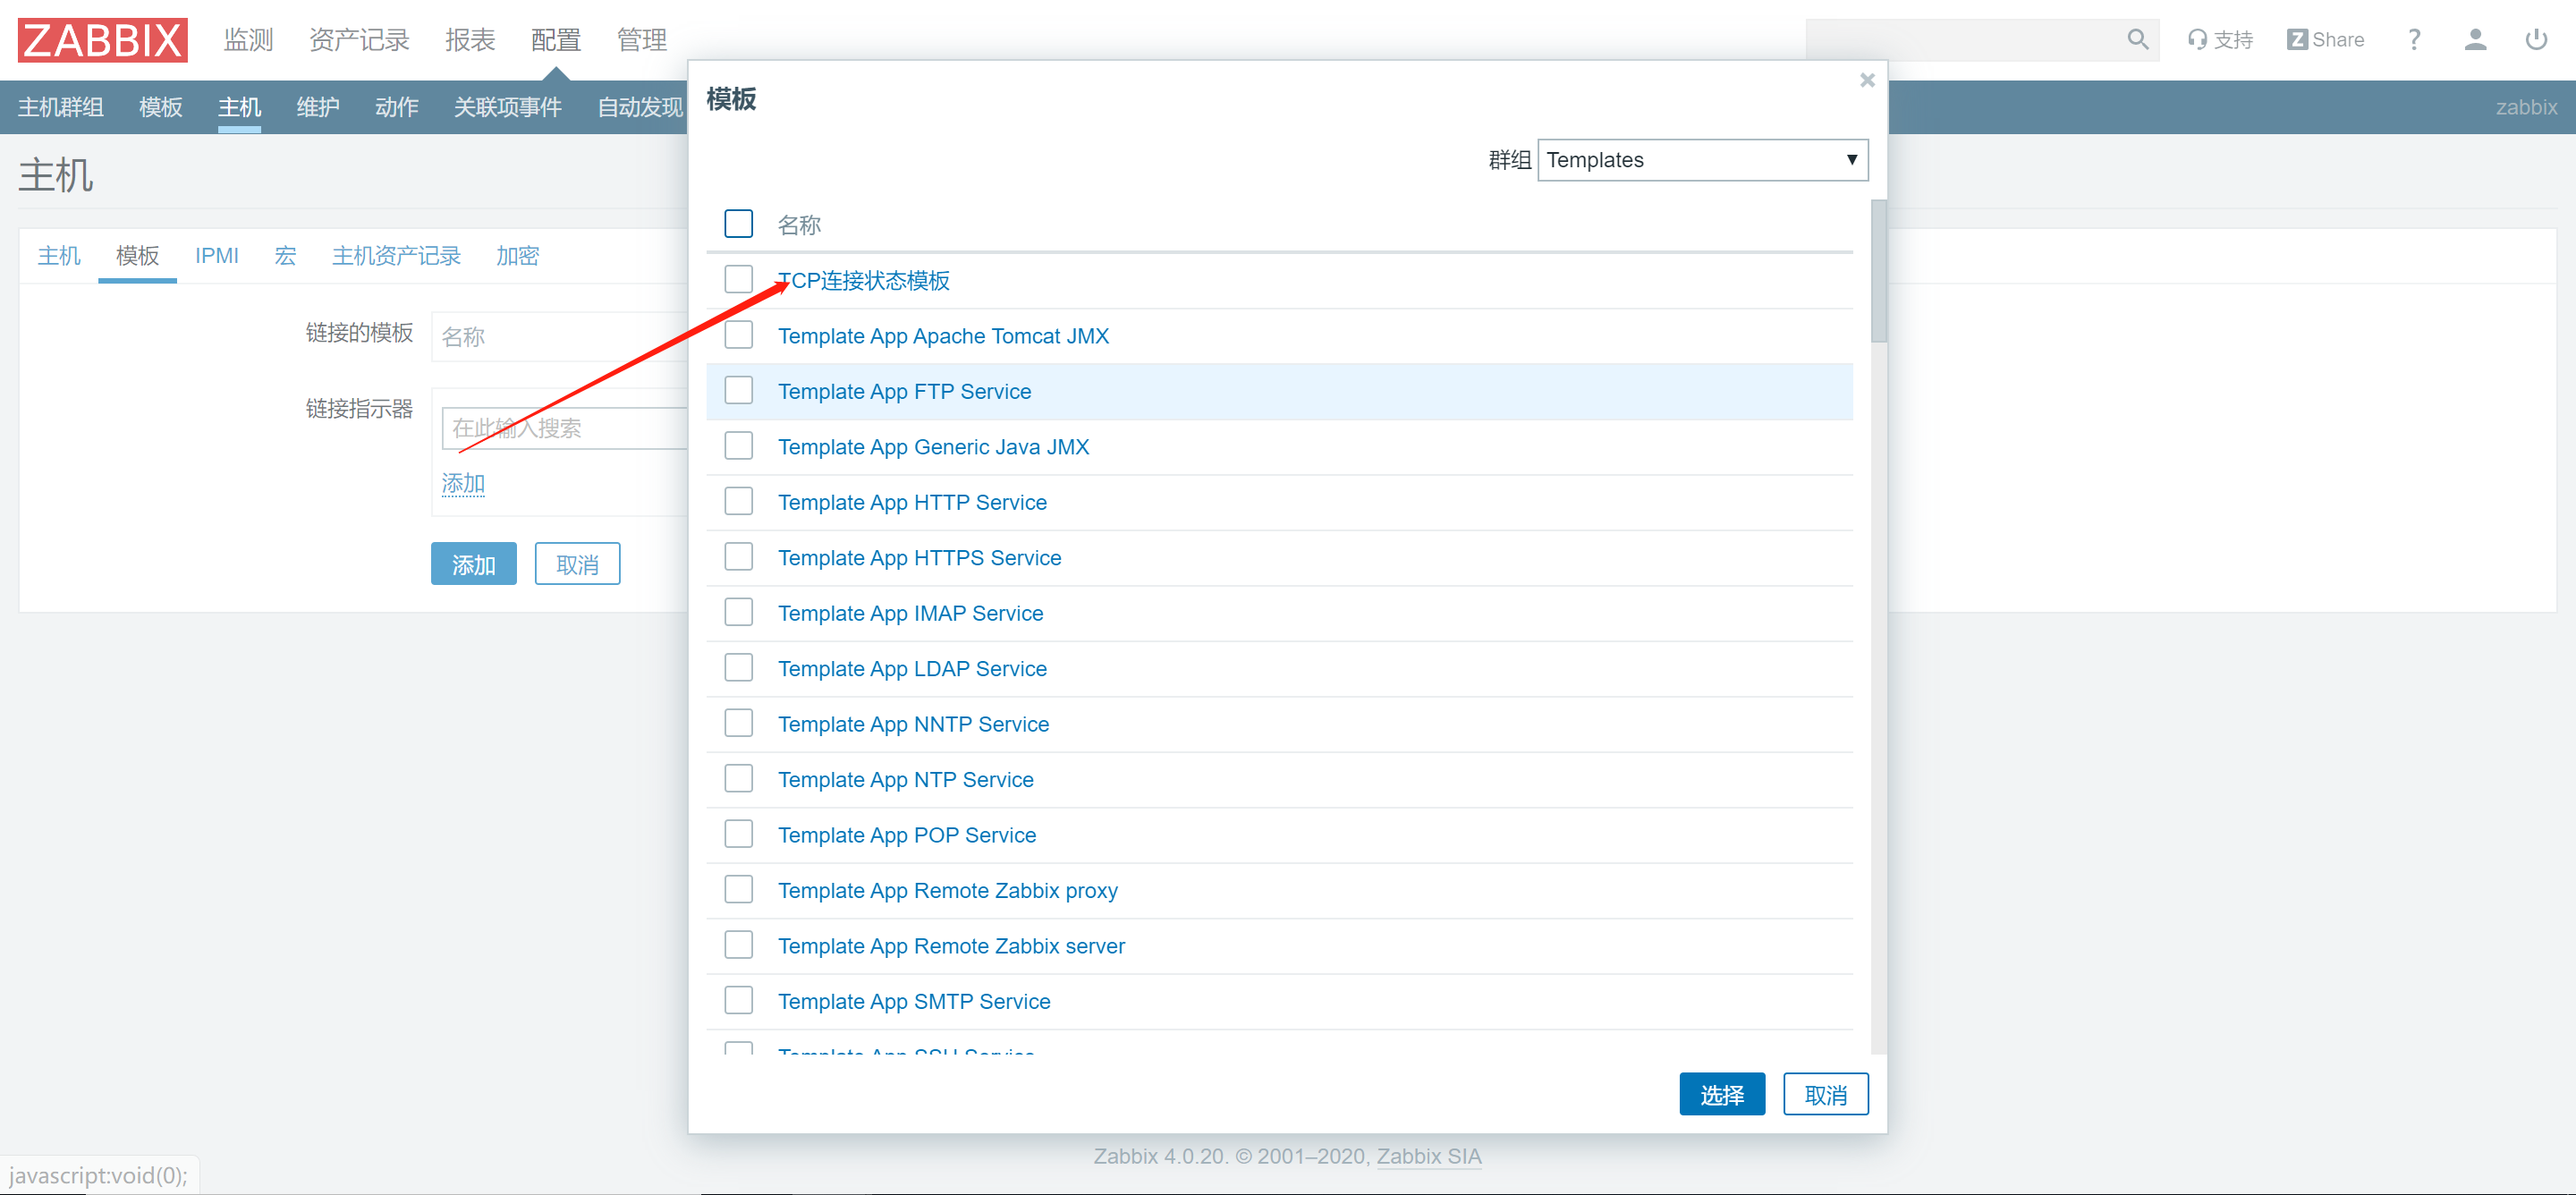 ZABBIX 监测 资产记录 报表 配置 管理 支持 Z Share ?
主机群组 模板 主机 维护 动作 关联项事件 自动发现 zabbix
主机
主机 模板 IPMI 宏 主机资产记录 加密
链接的模板 名称
链接指示器 在此输入搜索
添加
添加 取消
模板
群组 Templates
名称
TCP连接状态模板
Template App Apache Tomcat JMX
Template App FTP Service
Template App Generic Java JMX
Template App HTTP Service
Template App HTTPS Service
Template App IMAP Service
Template App LDAP Service
Template App NNTP Service
Template App NTP Service
Template App POP Service
Template App Remote Zabbix proxy
Template App Remote Zabbix server
Template App SMTP Service
Template App SSH Service
选择 取消
Zabbix 4.0.20. © 2001–2020, Zabbix SIA
javascript:void(0);